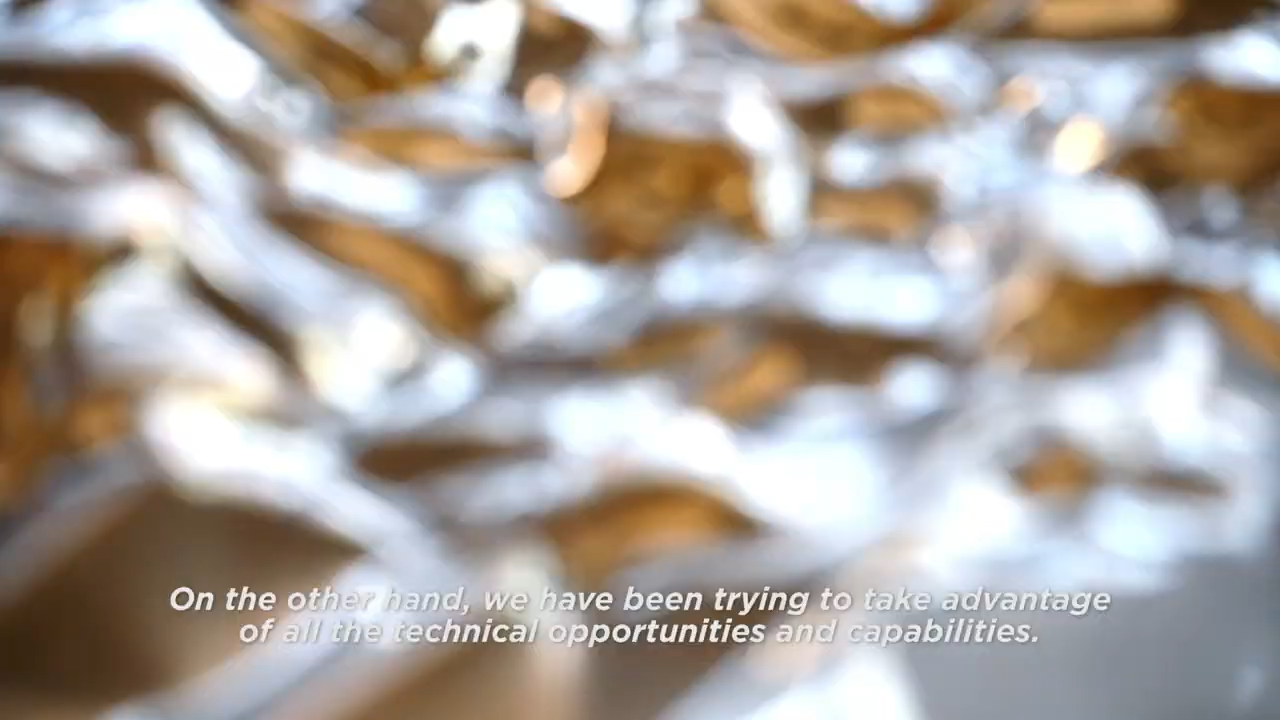 On the other hand, we have been trying to take advantage
of all the technical opportunities and capabilities.